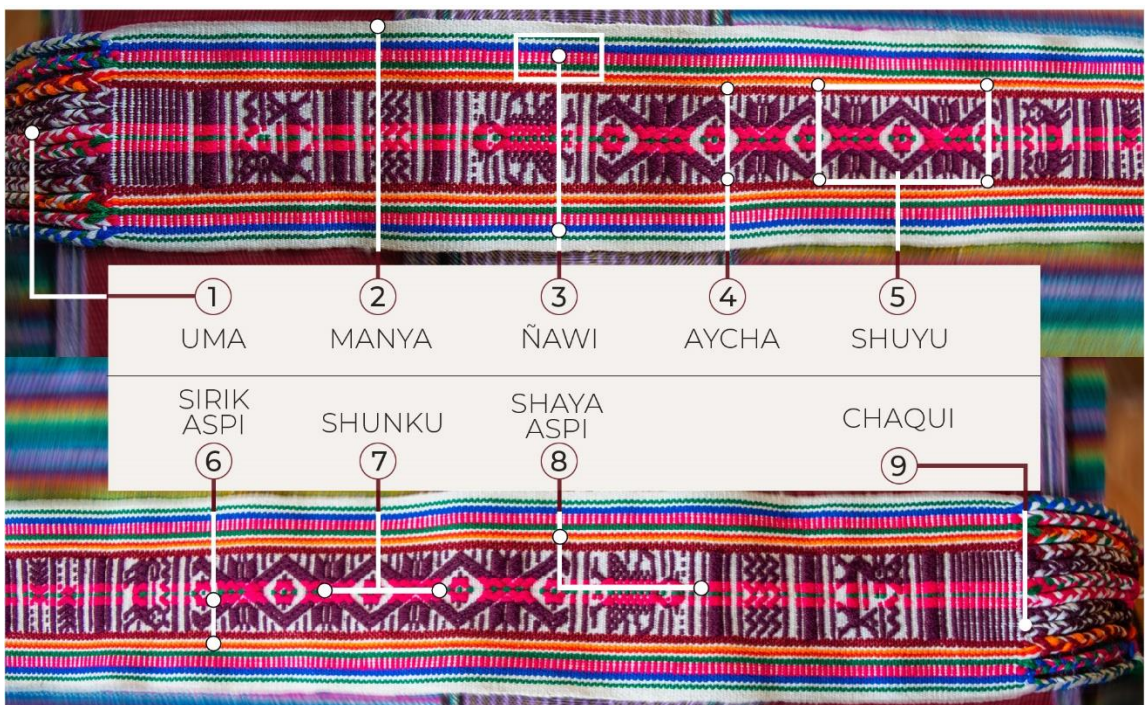 1 2 3 4 5
UMA MANYA ÑAWI AYCHA SHUYU
SIRIK ASPI SHUNKU SHAYA ASPI CHAQUI
6 7 8 9